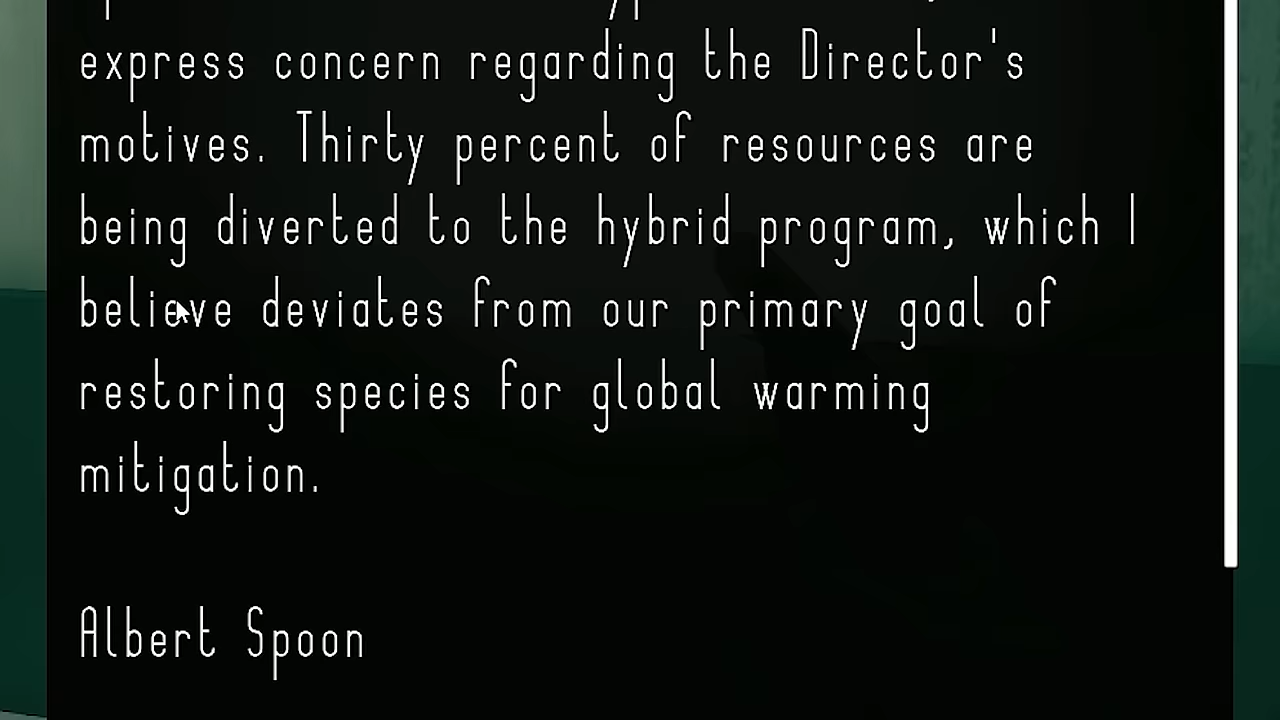 express concern regarding the Director's
motives. Thirty percent of resources are
being diverted to the hybrid program, which I
believe deviates from our primary goal of
restoring species for global warming
mitigation.
Albert Spoon